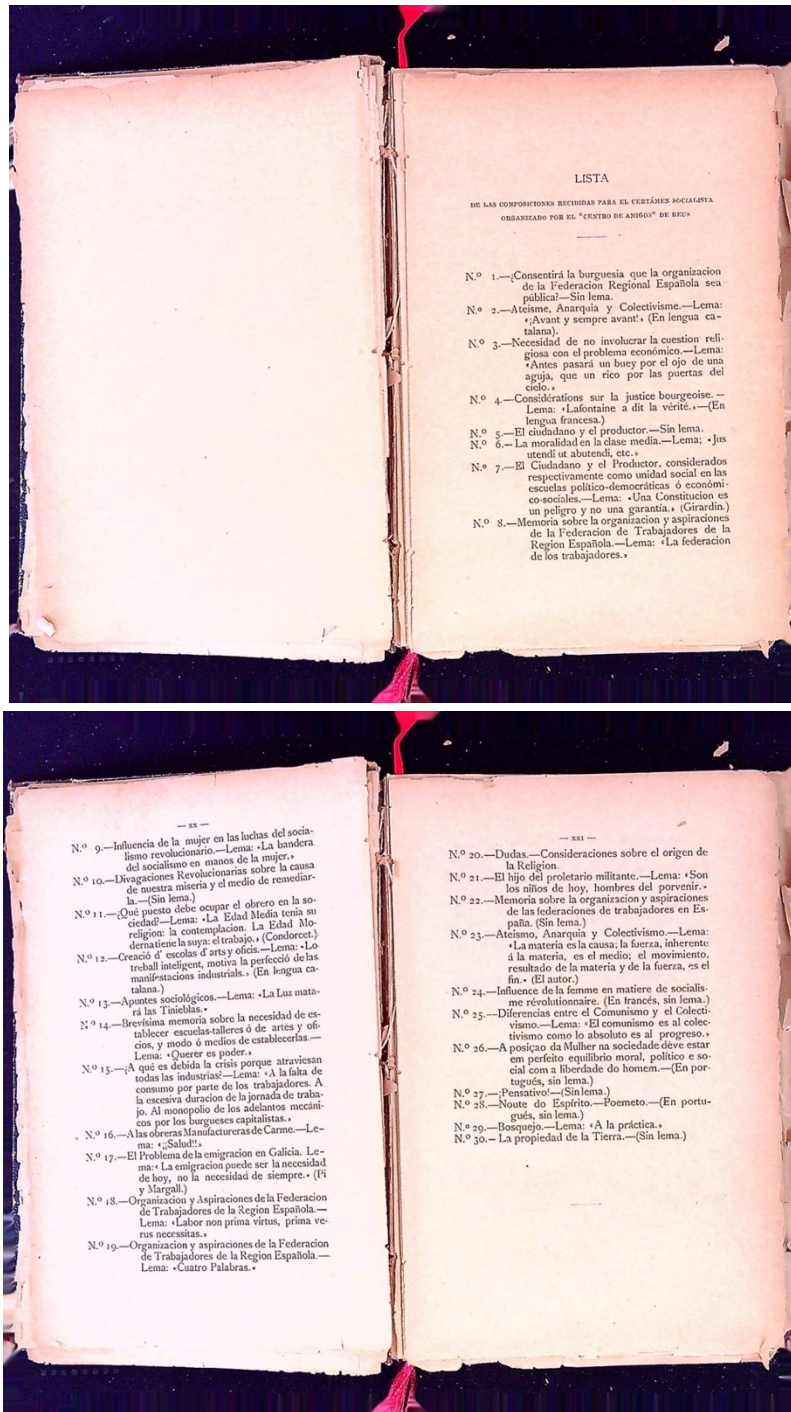 LISTA
DE LAS COMPOSICIONES RECIBIDAS PARA EL CERTÁMEN SOCIALISTA
ORGANIZADO POR EL "CENTRO DE AMIGOS" DE REUS
N.º 1.—¿Consentirá la burguesia que la organizacion
de la Federacion Regional Española sea
pública?—Sin lema.
N.º 2.—Ateisme, Anarquia y Colectivisme.—Lema:
«¡Avant y sempre avant!» (En lengua ca-
talana).
N.º 3.—Necesidad de no involucrar la cuestion reli-
giosa con el problema económico.—Lema:
«Antes pasará un buey por el ojo de una
aguja, que un rico por las puertas del
cielo.»
N.º 4.—Considérations sur la justice bourgeoise.—
Lema: «Lafontaine a dit la vérité.»—(En
lengua francesa.)
N.º 5.—El ciudadano y el productor.—Sin lema.
N.º 6.—La moralidad en la clase media.—Lema; «Jus
utendi ut abutendi, etc.»
N.º 7.—El Ciudadano y el Productor, considerados
respectivamente como unidad social en las
escuelas político-democráticas ó económi-
co-sociales.—Lema: «Una Constitucion es
un peligro y no una garantía.» (Girardin.)
N.º 8.—Memoria sobre la organizacion y aspiraciones
de la Federacion de Trabajadores de la
Region Española.—Lema: «La federacion
de los trabajadores.»
— XX —
N.º 9.—Influencia de la mujer en las luchas del socia-
lismo revolucionario.—Lema: «La bandera
del socialismo en manos de la mujer.»
N.º 10.—Divagaciones Revolucionarias sobre la causa
de nuestra miseria y el medio de remediar-
la.—(Sin lema.)
N.º 11.—¿Qué puesto debe ocupar el obrero en la so-
ciedad?—Lema: «La Edad Media tenia su
religion: la contemplacion. La Edad Mo-
derna tiene la suya: el trabajo.» (Condorcet.)
N.º 12.—Creació d' escolas d' arts y oficis.—Lema: «Lo
treball inteligent, motiva la perfecció de las
manifestacions industrials.» (En lengua ca-
talana.)
N.º 13.—Apuntes sociológicos.—Lema: «La Luz mata-
rá las Tinieblas.»
N.º 14.—Brevísima memoria sobre la necesidad de es-
tablecer escuelas-talleres ó de artes y ofi-
cios, y modo ó medios de establecerlas.—
Lema: «Querer es poder.»
N.º 15.—¿A qué es debida la crisis porque atraviesan
todas las industrias?—Lema: «A la falta de
consumo por parte de los trabajadores. A
la escesiva duracion de la jornada de traba-
jo. Al monopolio de los adelantos mecáni-
cos por los burgueses capitalistas.»
N.º 16.—A las obreras Manufactureras de Carme.—Le-
ma: «¡¡Salud!!»
N.º 17.—El Problema de la emigracion en Galicia. Le-
ma: «La emigracion puede ser la necesidad
de hoy, no la necesidad de siempre.» (Pí
y Margall.)
N.º 18.—Organizacion y Aspiraciones de la Federacion
de Trabajadores de la Region Española.—
Lema: «Labor non prima virtus, prima ve-
rus necessitas.»
N.º 19.—Organizacion y aspiraciones de la Federacion
de Trabajadores de la Region Española.—
Lema: «Cuatro Palabras.»
— XXI —
N.º 20.—Dudas.—Consideraciones sobre el origen de
la Religion.
N.º 21.—El hijo del proletario militante.—Lema: «Son
los niños de hoy, hombres del porvenir.»
N.º 22.—Memoria sobre la organizacion y aspiraciones
de las federaciones de trabajadores en Es-
paña. (Sin lema.)
N.º 23.—Ateismo, Anarquia y Colectivismo.—Lema:
«La materia es la causa; la fuerza, inherente
á la materia, es el medio; el movimiento,
resultado de la materia y de la fuerza, es el
fin.» (El autor.)
N.º 24.—Influence de la femme en matiere de socialis-
me révolutionnaire. (En francés, sin lema.)
N.º 25.—Diferencias entre el Comunismo y el Colecti-
vismo.—Lema: «El comunismo es al colec-
tivismo como lo absoluto es al progreso.»
N.º 26.—A posiçao da Mulher na sociedade déve estar
em perfeito equilibrio moral, político e so-
cial com a liberdade do homem.—(En por-
tugués, sin lema.)
N.º 27.—¡Pensativo!—(Sin lema.)
N.º 28.—Noute do Espírito.—Poemeto.—(En portu-
gués, sin lema.)
N.º 29.—Bosquejo.—Lema: «A la práctica.»
N.º 30.—La propiedad de la Tierra.—(Sin lema.)